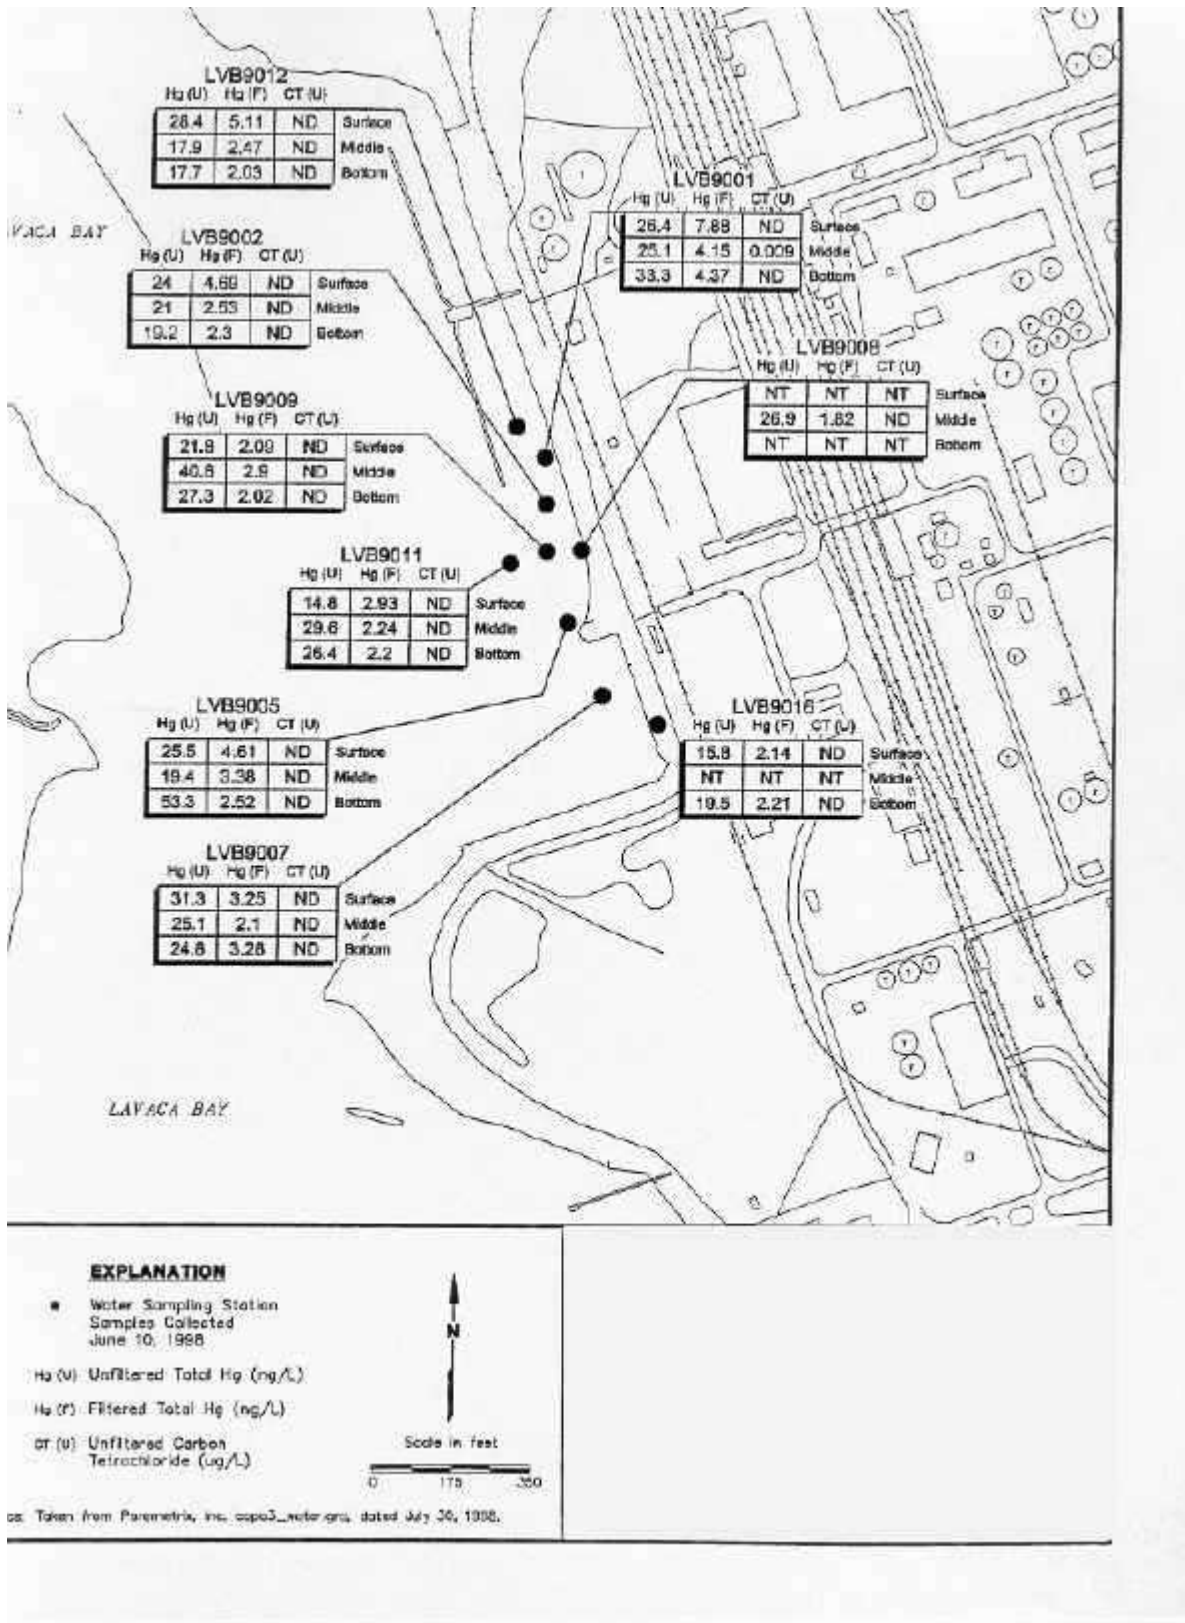 LVB9012
Hg (U) Hg (F) CT (U)
28.4 5.11 ND Surface
17.9 2.47 ND Middle
17.7 2.03 ND Bottom
LVB9001
Hg (U) Hg (F) CT (U)
26.4 7.88 ND Surface
25.1 4.15 0.009 Middle
33.3 4.37 ND Bottom
VACA BAY
LVB9002
Hg (U) Hg (F) CT (U)
24 4.69 ND Surface
21 2.53 ND Middle
19.2 2.3 ND Bottom
LVB9008
Hg (U) Hg (F) CT (U)
NT NT NT Surface
26.9 1.82 ND Middle
NT NT NT Bottom
LVB9009
Hg (U) Hg (F) CT (U)
21.8 2.09 ND Surface
40.6 2.9 ND Middle
27.3 2.02 ND Bottom
LVB9011
Hg (U) Hg (F) CT (U)
14.8 2.93 ND Surface
29.6 2.24 ND Middle
26.4 2.2 ND Bottom
LVB9005
Hg (U) Hg (F) CT (U)
25.5 4.61 ND Surface
19.4 3.38 ND Middle
53.3 2.52 ND Bottom
LVB9016
Hg (U) Hg (F) CT (U)
15.8 2.14 ND Surface
NT NT NT Middle
19.5 2.21 ND Bottom
LVB9007
Hg (U) Hg (F) CT (U)
31.3 3.25 ND Surface
25.1 2.1 ND Middle
24.8 3.28 ND Bottom
LAVACA BAY
EXPLANATION
Water Sampling Station
Samples Collected
June 10, 1998
Hg (U) Unfiltered Total Hg (ng/L)
Hg (F) Filtered Total Hg (ng/L)
CT (U) Unfiltered Carbon
Tetrachloride (ug/L)
N
Scale in feet
0 175 350
Taken from Parametrix, Inc. dated July 30, 1998.